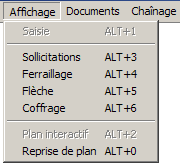 Affichage Documents Chaînage
Saisie ALT+1
Sollicitations ALT+3
Ferraillage ALT+4
Flèche ALT+5
Coffrage ALT+6
Plan interactif ALT+2
Reprise de plan ALT+0